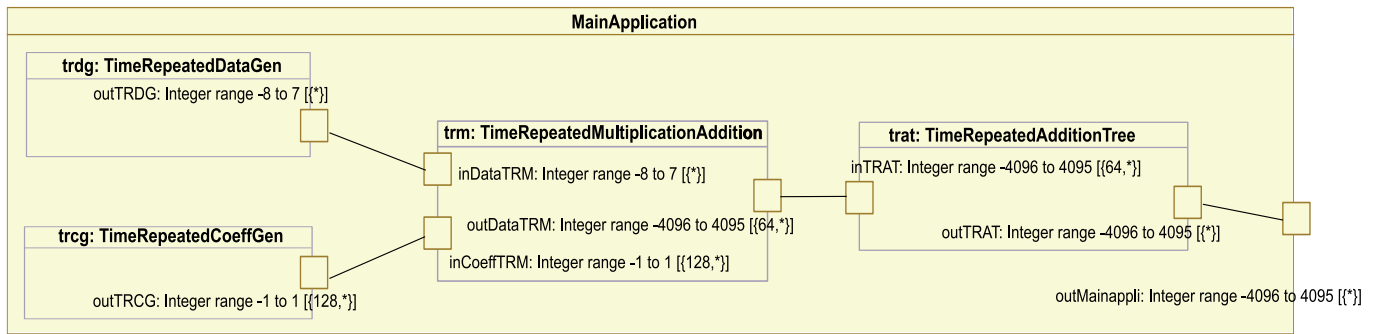 MainApplication
trdg: TimeRepeatedDataGen
outTRDG: Integer range -8 to 7 [{*}]
trm: TimeRepeatedMultiplicationAddition
inDataTRM: Integer range -8 to 7 [{*}]
outDataTRM: Integer range -4096 to 4095 [{64,*}]
inCoeffTRM: Integer range -1 to 1 [{128,*}]
trat: TimeRepeatedAdditionTree
inTRAT: Integer range -4096 to 4095 [{64,*}]
outTRAT: Integer range -4096 to 4095 [{*}]
trcg: TimeRepeatedCoeffGen
outTRCG: Integer range -1 to 1 [{128,*}]
outMainappli: Integer range -4096 to 4095 [{*}]